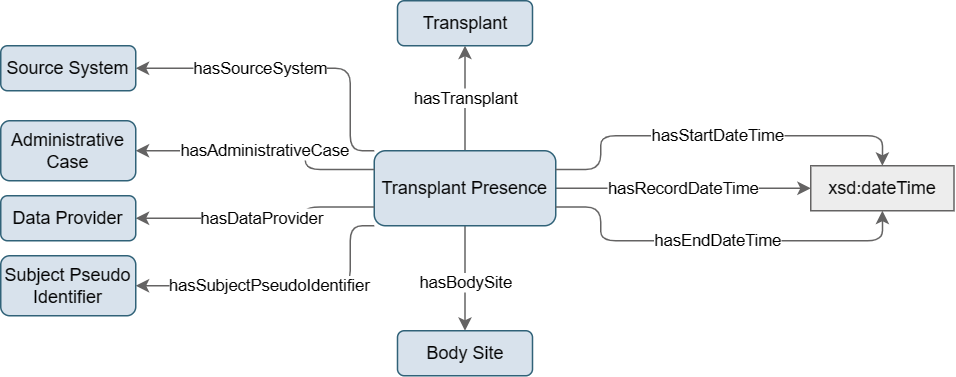 Transplant
Source System
hasSourceSystem
hasTransplant
Administrative
Case
hasAdministrativeCase
hasStartDateTime
Transplant Presence
hasRecordDateTime
xsd:dateTime
Data Provider
hasDataProvider
hasEndDateTime
Subject Pseudo
Identifier
hasSubjectPseudoIdentifier
hasBodySite
Body Site